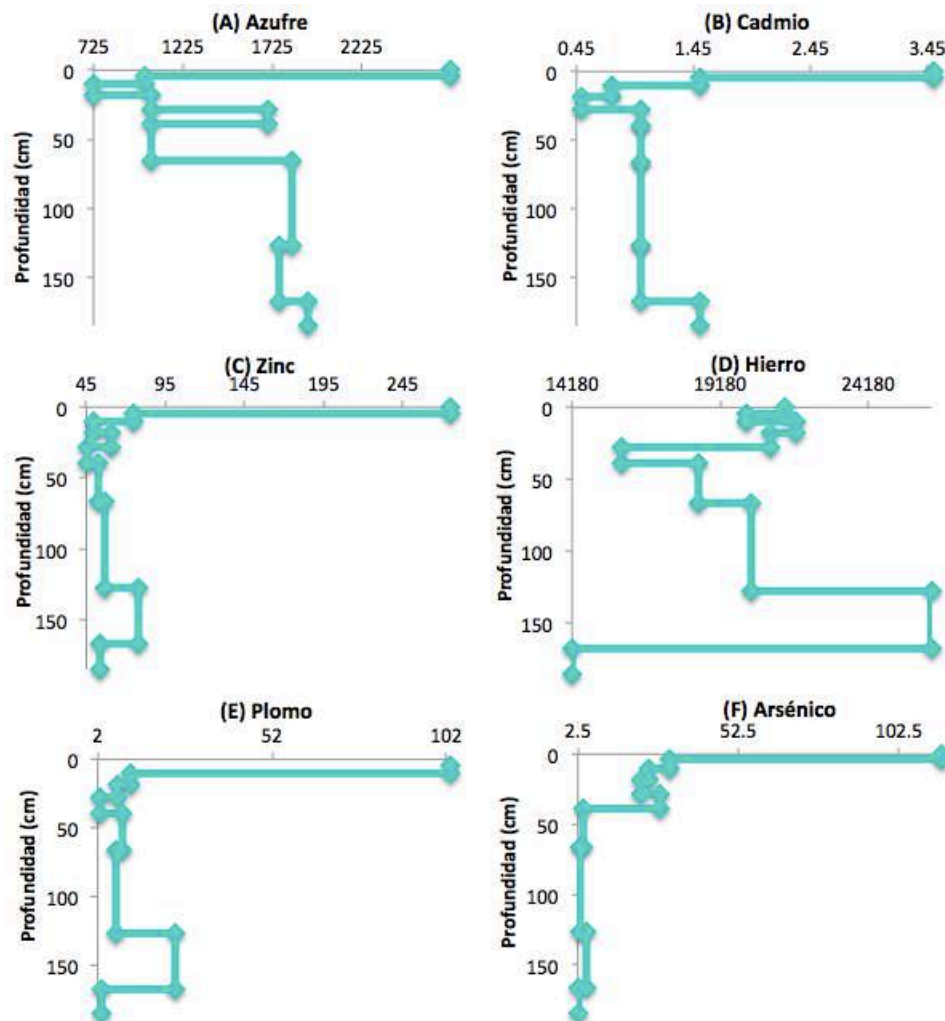 (A) Azufre
725 1225 1725 2225
0
50
100
150
Profundidad (cm)
(B) Cadmio
0.45 1.45 2.45 3.45
0
50
100
150
Profundidad (cm)
(C) Zinc
45 95 145 195 245
0
50
100
150
Profundidad (cm)
(D) Hierro
14180 19180 24180
0
50
100
150
Profundidad (cm)
(E) Plomo
2 52 102
0
50
100
150
Profundidad (cm)
(F) Arsénico
2.5 52.5 102.5
0
50
100
150
Profundidad (cm)